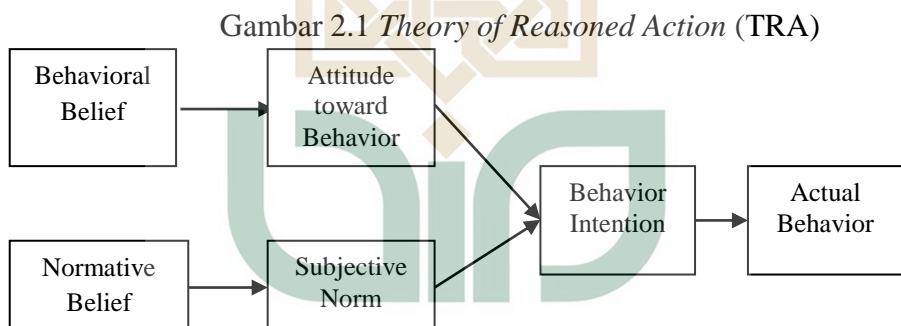 Gambar 2.1 Theory of Reasoned Action (TRA)
Behavioral
Belief
Attitude
toward
Behavior
Behavior
Intention
Actual
Behavior
Normative
Belief
Subjective
Norm